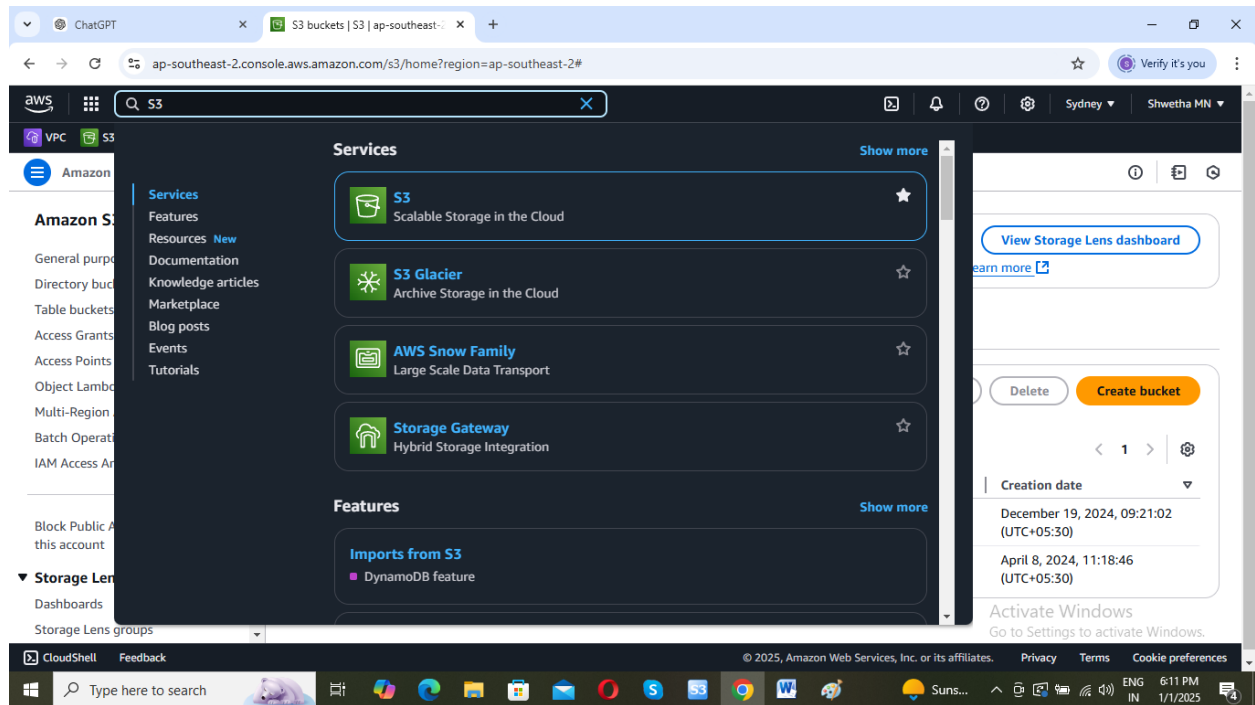 ChatGPT
S3 buckets | S3 | ap-southeast-2
ap-southeast-2.console.aws.amazon.com/s3/home?region=ap-southeast-2#
Verify it's you
aws
S3
Sydney
Shwetha MN
VPC
S3
Amazon
Services
Show more
Services
Features
Resources New
Documentation
Knowledge articles
Marketplace
Blog posts
Events
Tutorials
S3
Scalable Storage in the Cloud
S3 Glacier
Archive Storage in the Cloud
AWS Snow Family
Large Scale Data Transport
Storage Gateway
Hybrid Storage Integration
Features
Show more
Imports from S3
DynamoDB feature
Amazon S3
General purpo
Directory buck
Table buckets
Access Grants
Access Points
Object Lambd
Multi-Region
Batch Operati
IAM Access An
Block Public A
this account
Storage Len
Dashboards
Storage Lens groups
View Storage Lens dashboard
earn more
Delete
Create bucket
1
Creation date
December 19, 2024, 09:21:02
(UTC+05:30)
April 8, 2024, 11:18:46
(UTC+05:30)
Activate Windows
Go to Settings to activate Windows.
CloudShell
Feedback
© 2025, Amazon Web Services, Inc. or its affiliates.
Privacy
Terms
Cookie preferences
Type here to search
S3
Suns...
ENG
IN
6:11 PM
1/1/2025
4